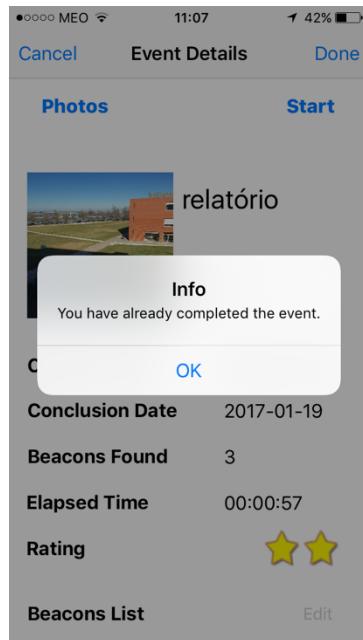 MEO 11:07 42%
Cancel Event Details Done
Photos Start
relatório
Info
You have already completed the event.
OK
Conclusion Date 2017-01-19
Beacons Found 3
Elapsed Time 00:00:57
Rating
Beacons List Edit